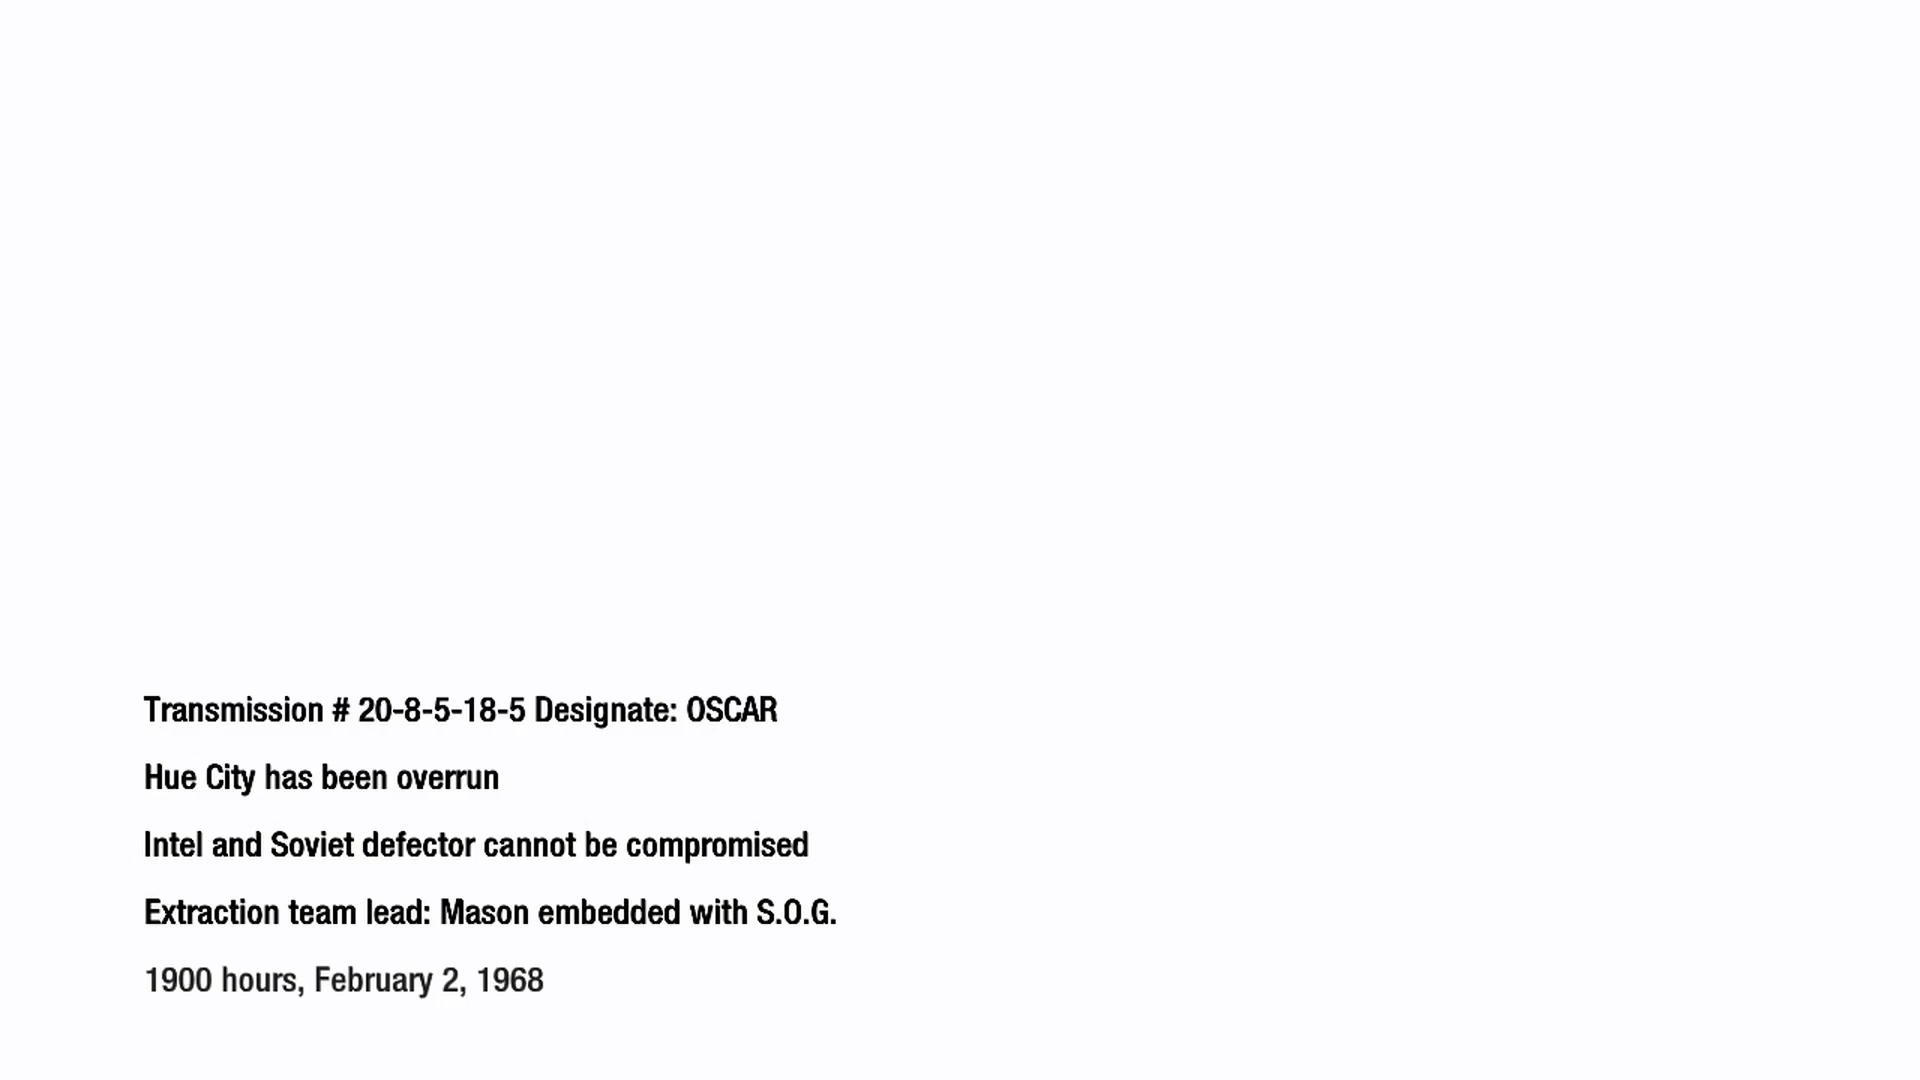 Transmission # 20-8-5-18-5 Designate: OSCAR
Hue City has been overrun
Intel and Soviet defector cannot be compromised
Extraction team lead: Mason embedded with S.O.G.
1900 hours, February 2, 1968